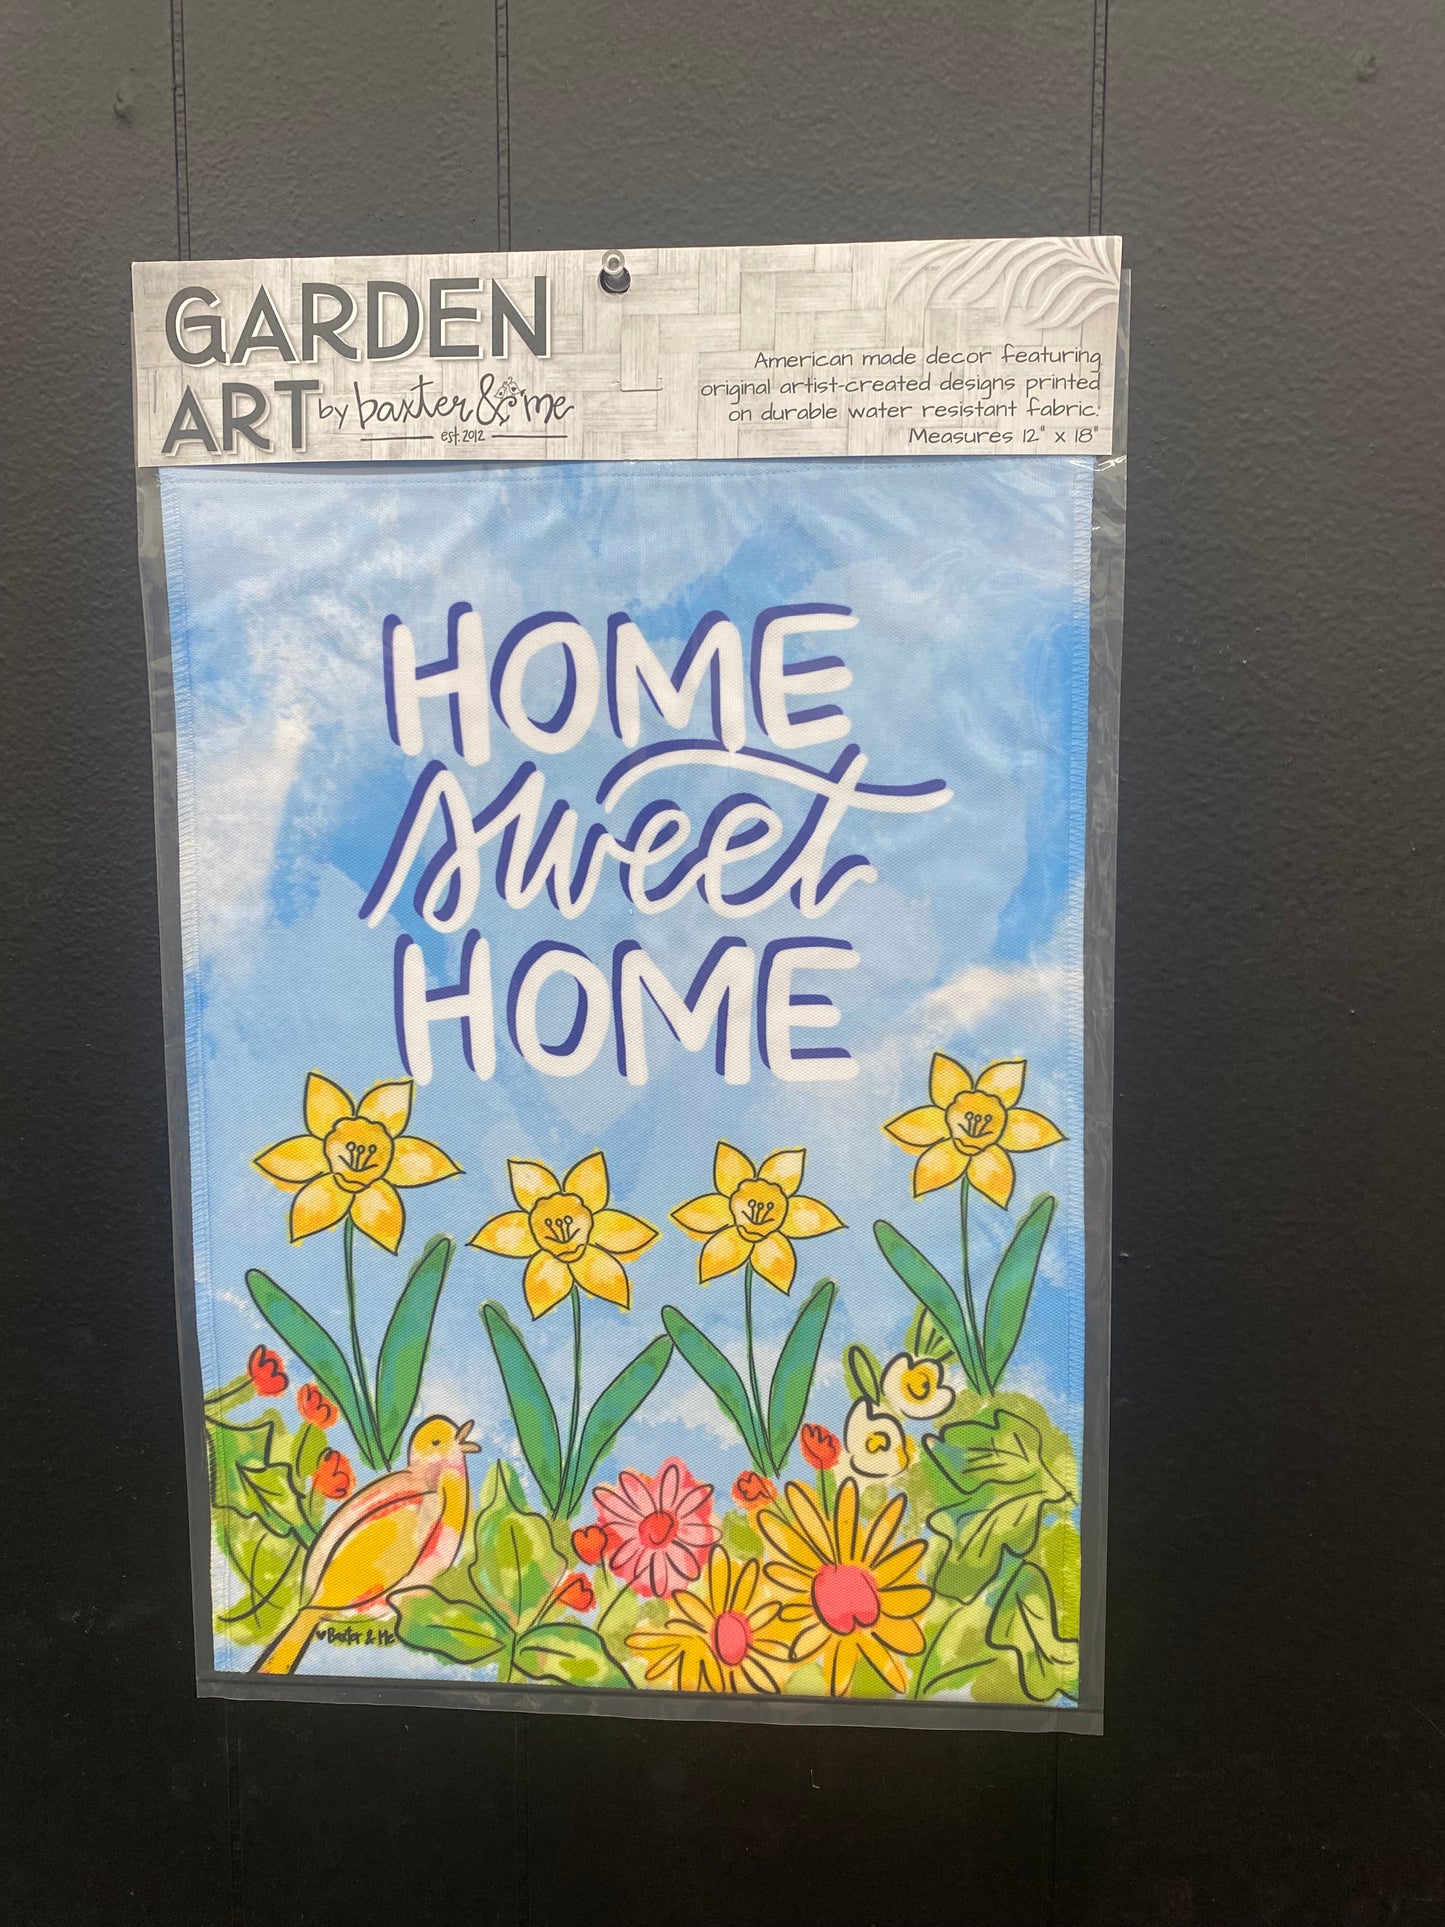 GARDEN
ART by baxter & me
est. 2012
American made decor featuring
original artist-created designs printed
on durable water resistant fabric.
Measures 12" x 18"
HOME
sweet
HOME
Baxter & Me